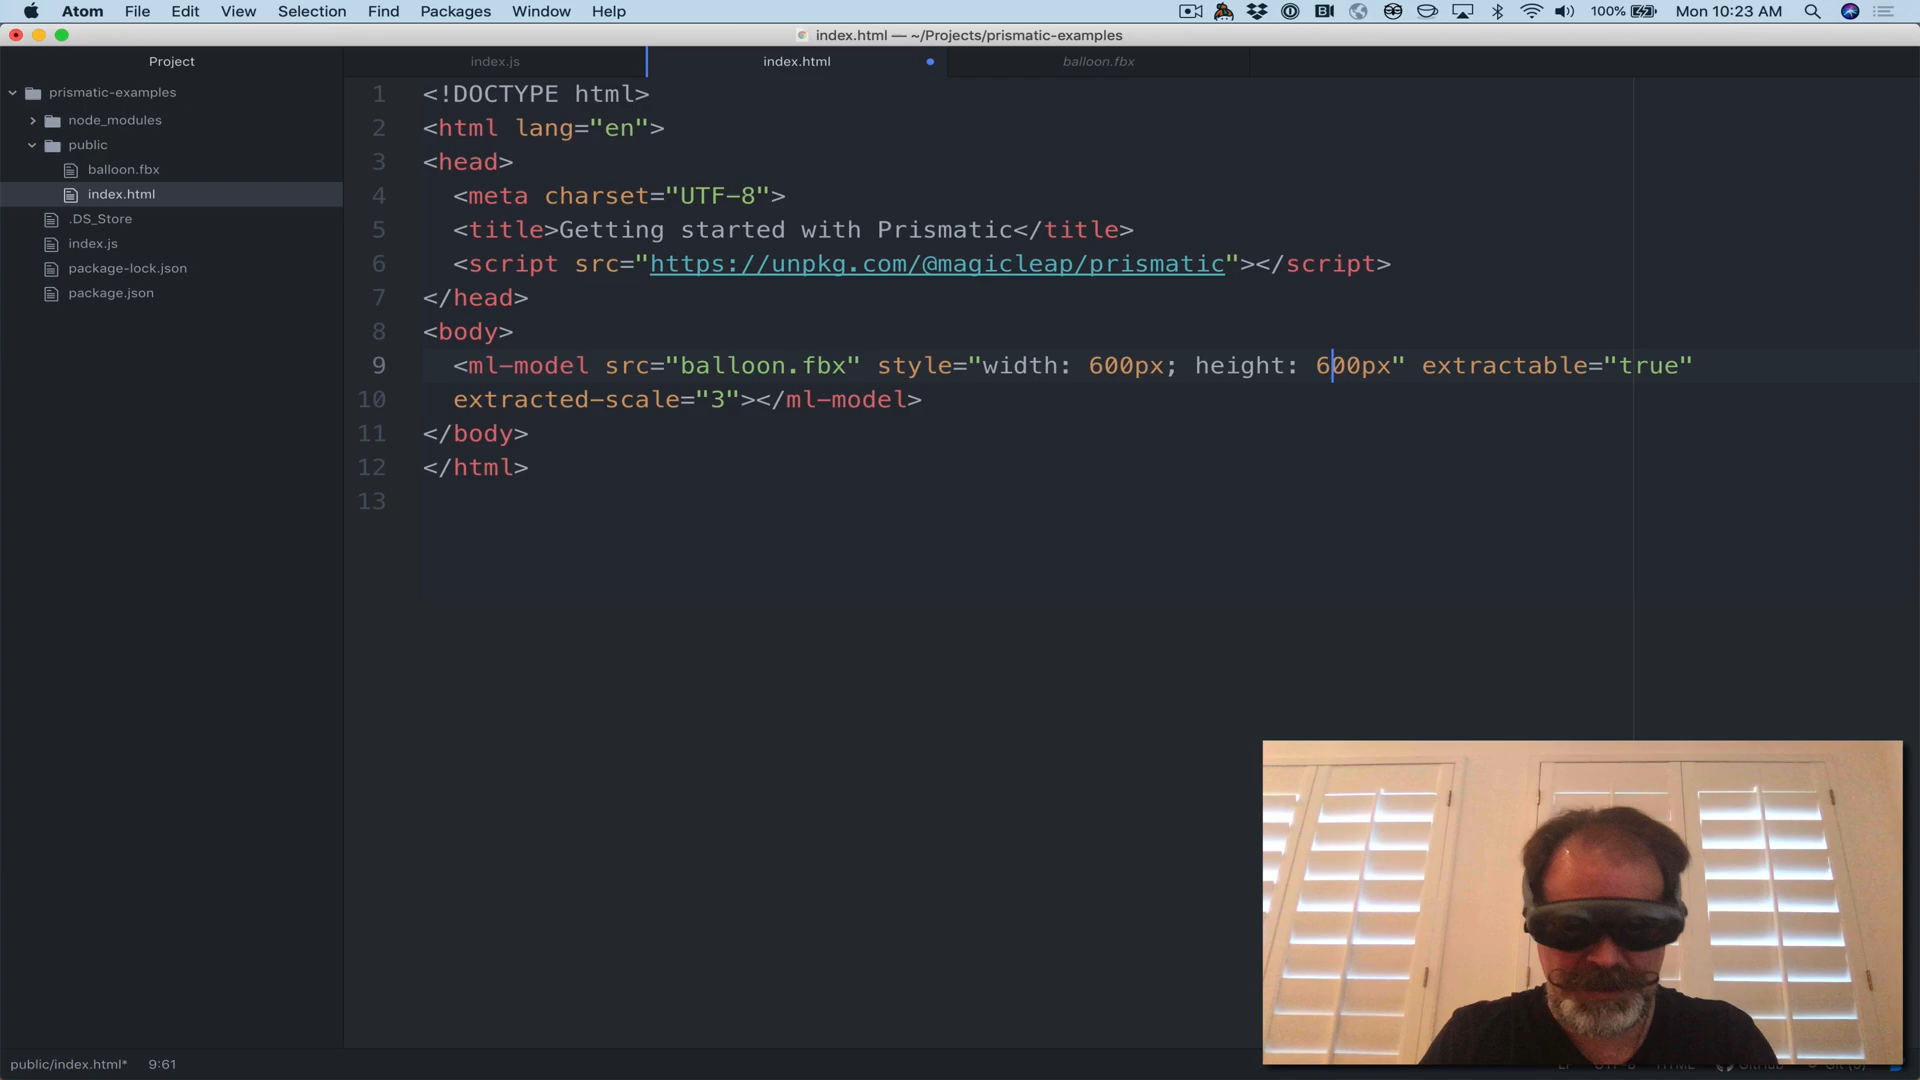 Atom File Edit View Selection Find Packages Window Help 100% Mon 10:23 AM
index.html — ~/Projects/prismatic-examples
Project
index.js
index.html
balloon.fbx
prismatic-examples
node_modules
public
balloon.fbx
index.html
.DS_Store
index.js
package-lock.json
package.json
1 <!DOCTYPE html>
2 <html lang="en">
3 <head>
4 <meta charset="UTF-8">
5 <title>Getting started with Prismatic</title>
6 <script src="https://unpkg.com/@magicleap/prismatic"></script>
7 </head>
8 <body>
9 <ml-model src="balloon.fbx" style="width: 600px; height: 600px" extractable="true"
10 extracted-scale="3"></ml-model>
11 </body>
12 </html>
13
public/index.html* 9:61